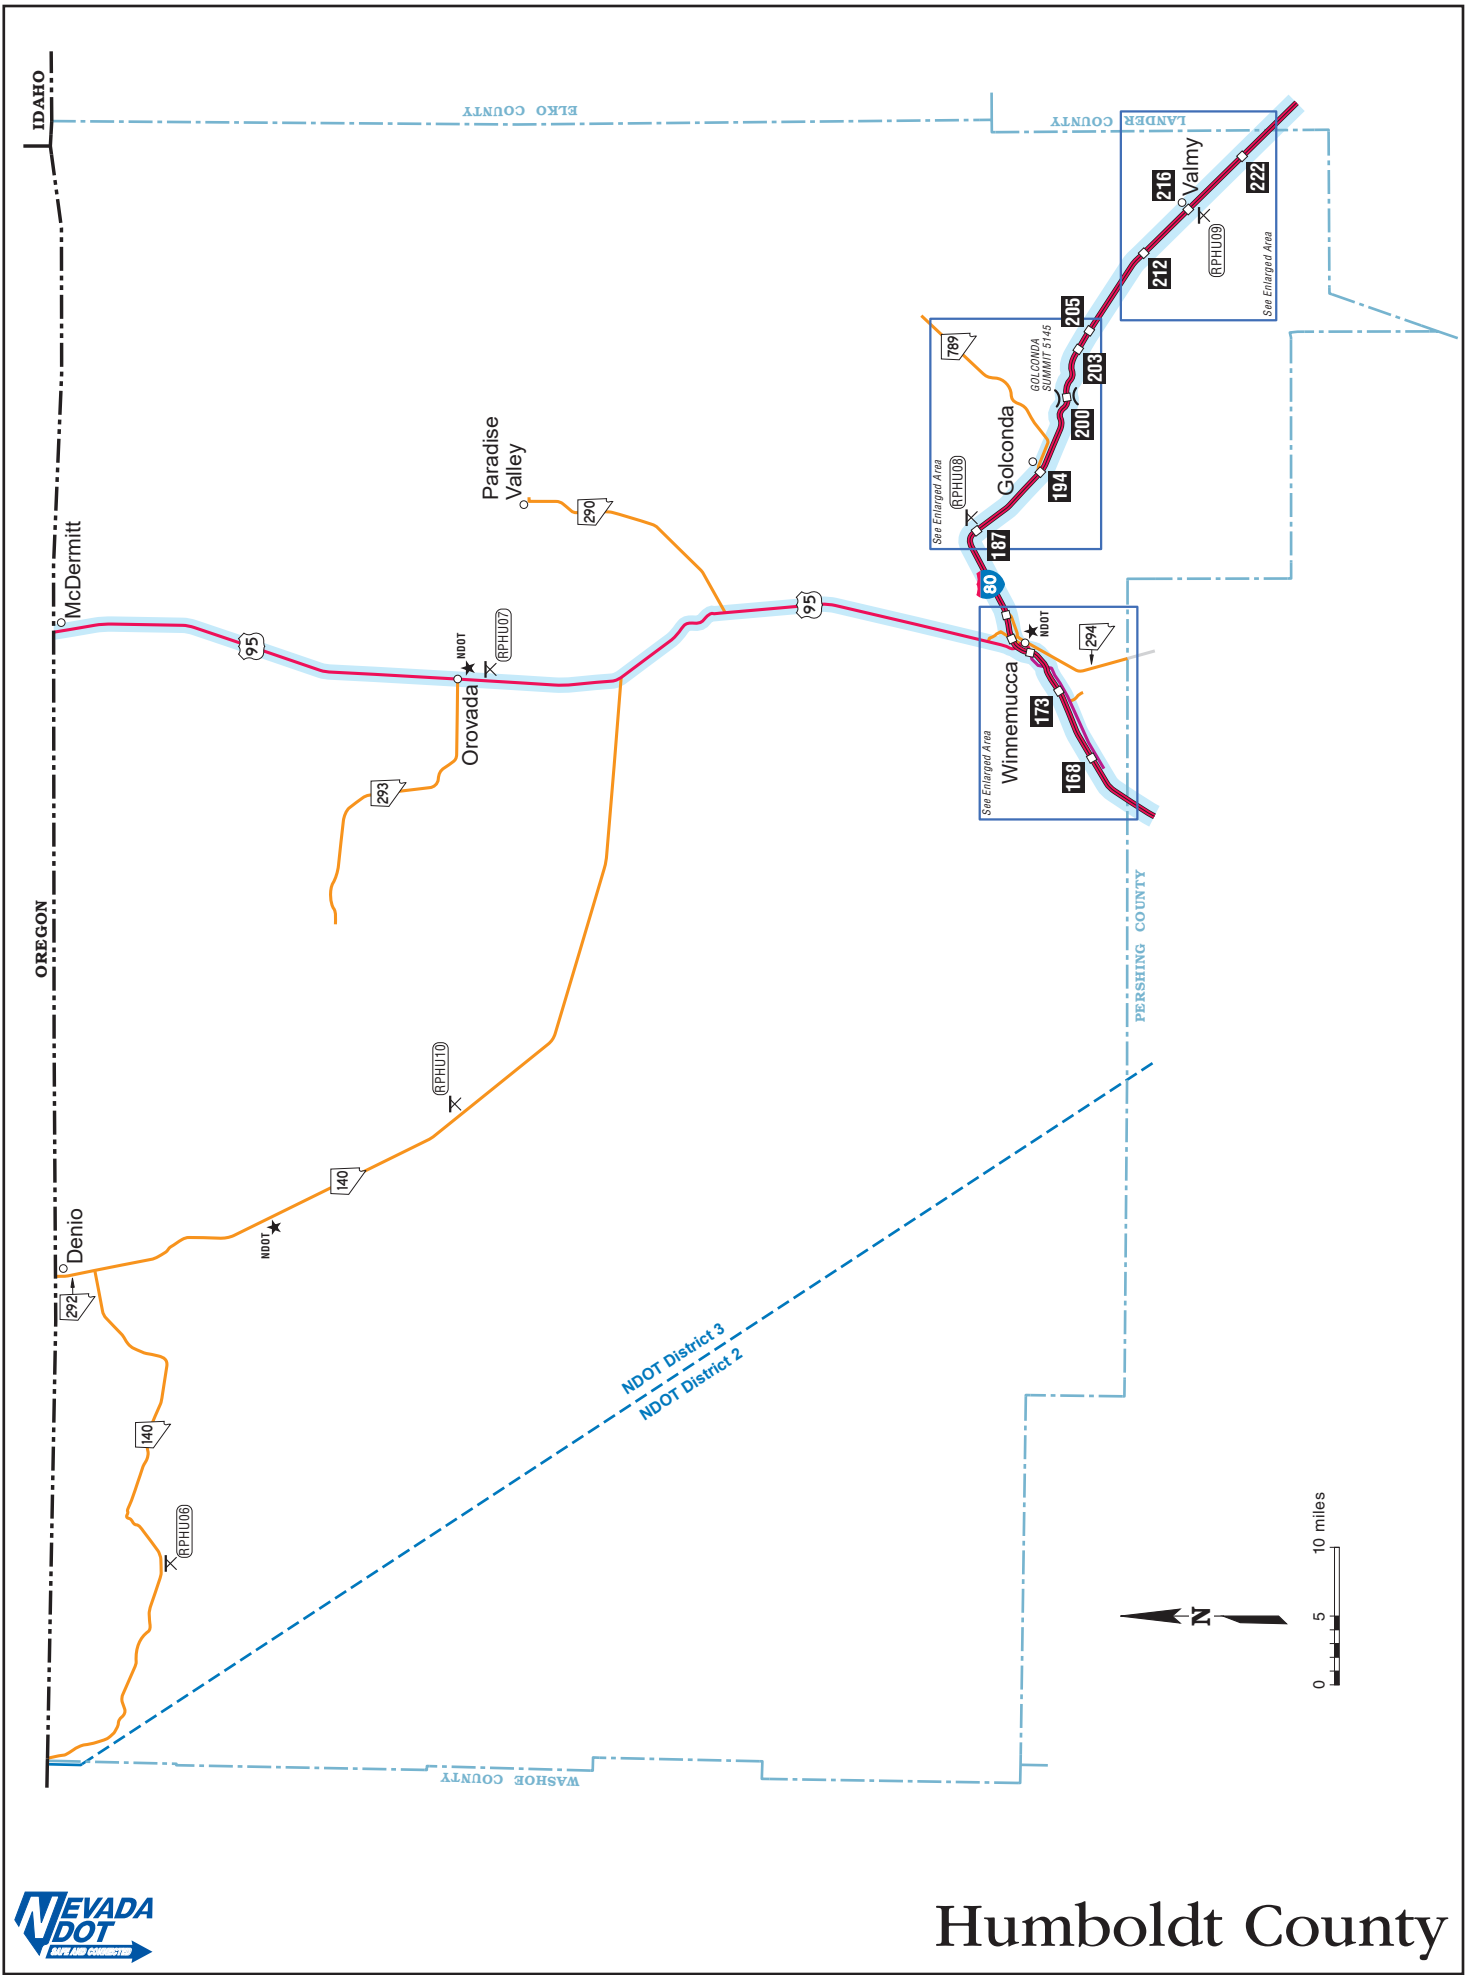 IDAHO
OREGON
ELKO COUNTY
LANDER COUNTY
PERSHING COUNTY
WASHOE COUNTY
McDermitt
95
NDOT
RPHU07
Orovada
293
Paradise
Valley
290
95
Denio
292
140
NDOT
RPHU10
140
RPHU06
NDOT District 3
NDOT District 2
See Enlarged Area
Winnemucca
NDOT
294
173
168
80
See Enlarged Area
RPHU08
789
Golconda
GOLCONDA
SUMMIT 5145
187
194
200
203
205
212
216
Valmy
222
RPHU09
See Enlarged Area
N
0 5 10 miles
NEVADA
DOT
SAFE AND CONNECTED
Humboldt County